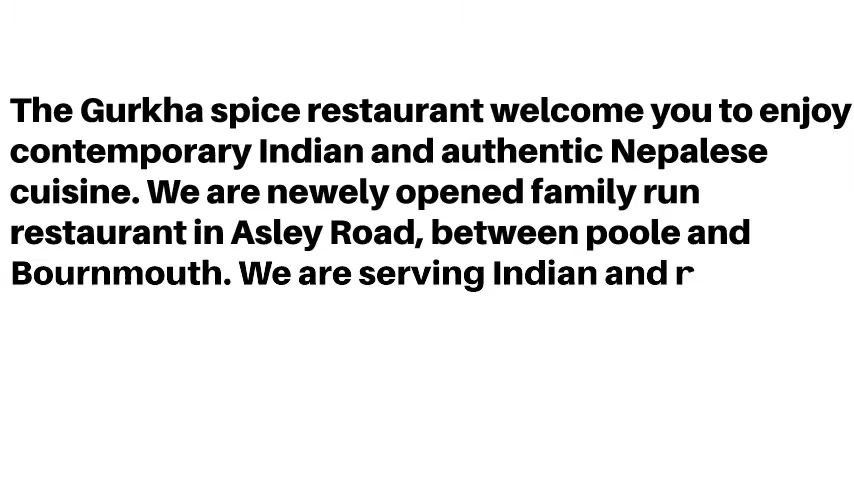 The Gurkha spice restaurant welcome you to enjoy
contemporary Indian and authentic Nepalese
cuisine. We are newely opened family run
restaurant in Asley Road, between poole and
Bournmouth. We are serving Indian and